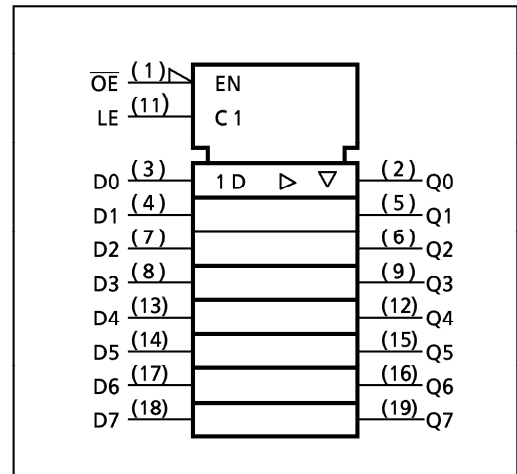 OE (1) EN
LE (11) C1
D0 (3) 1D (2) Q0
D1 (4) (5) Q1
D2 (7) (6) Q2
D3 (8) (9) Q3
D4 (13) (12) Q4
D5 (14) (15) Q5
D6 (17) (16) Q6
D7 (18) (19) Q7